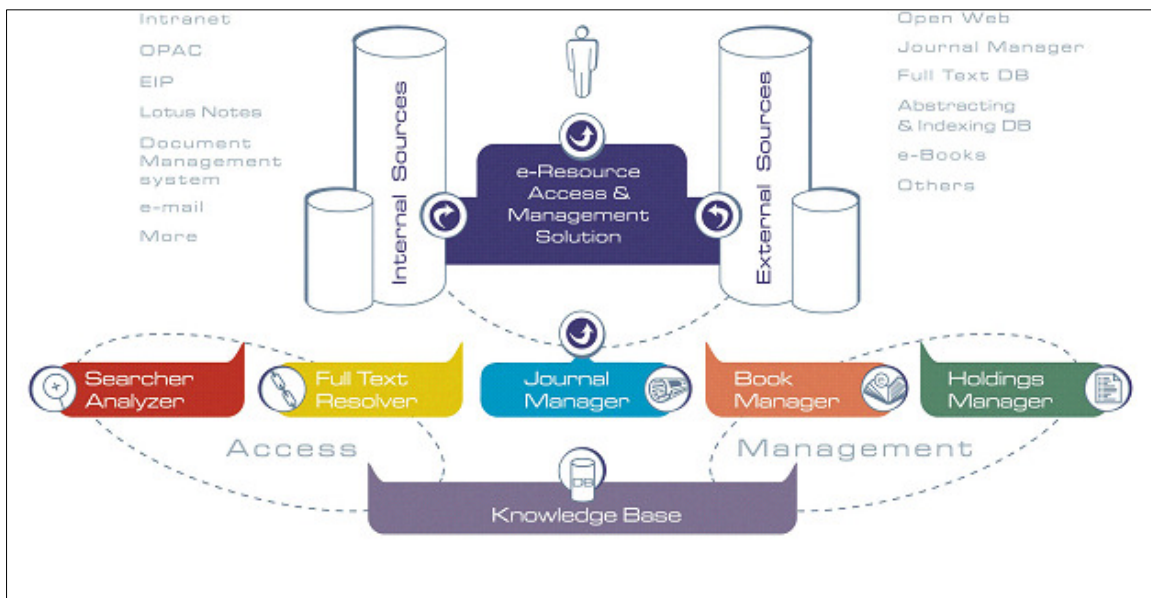 Intranet
OPAC
EIP
Lotus Notes
Document
Management
system
e-mail
More
Internal Sources
e-Resource
Access &
Management
Solution
External Sources
Open Web
Journal Manager
Full Text DB
Abstracting
& Indexing DB
e-Books
Others
Searcher
Analyzer
Full Text
Resolver
Journal
Manager
Book
Manager
Holdings
Manager
Access
Management
DB
Knowledge Base